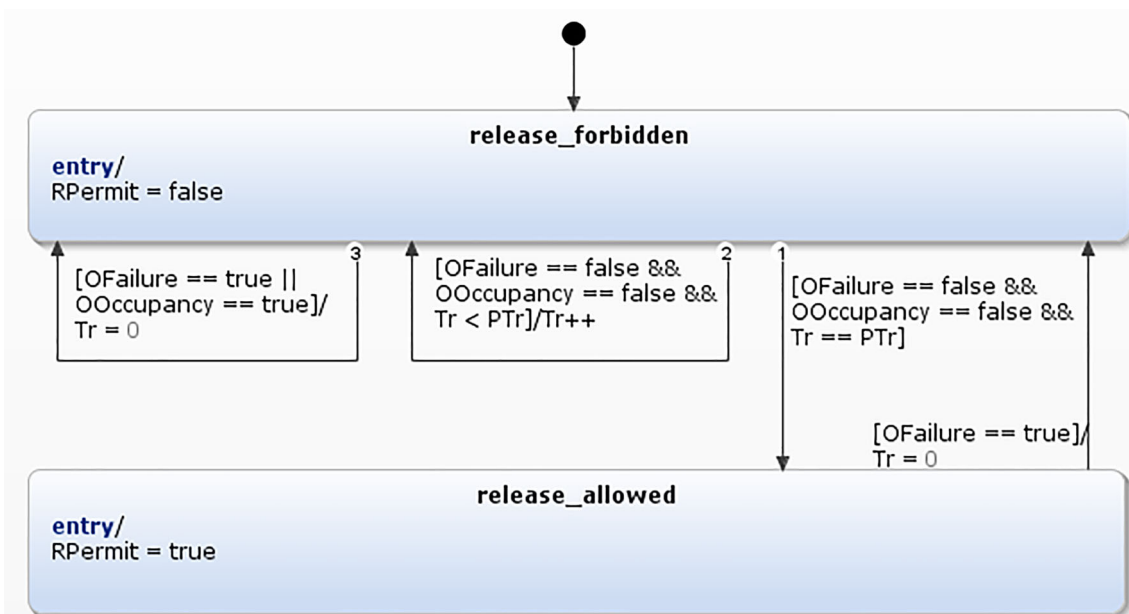 release_forbidden
entry/
RPermit = false
3
[OFailure == true ||
OOccupancy == true]/
Tr = 0
2
[OFailure == false &&
OOccupancy == false &&
Tr < PTr]/Tr++
1
[OFailure == false &&
OOccupancy == false &&
Tr == PTr]
[OFailure == true]/
Tr = 0
release_allowed
entry/
RPermit = true